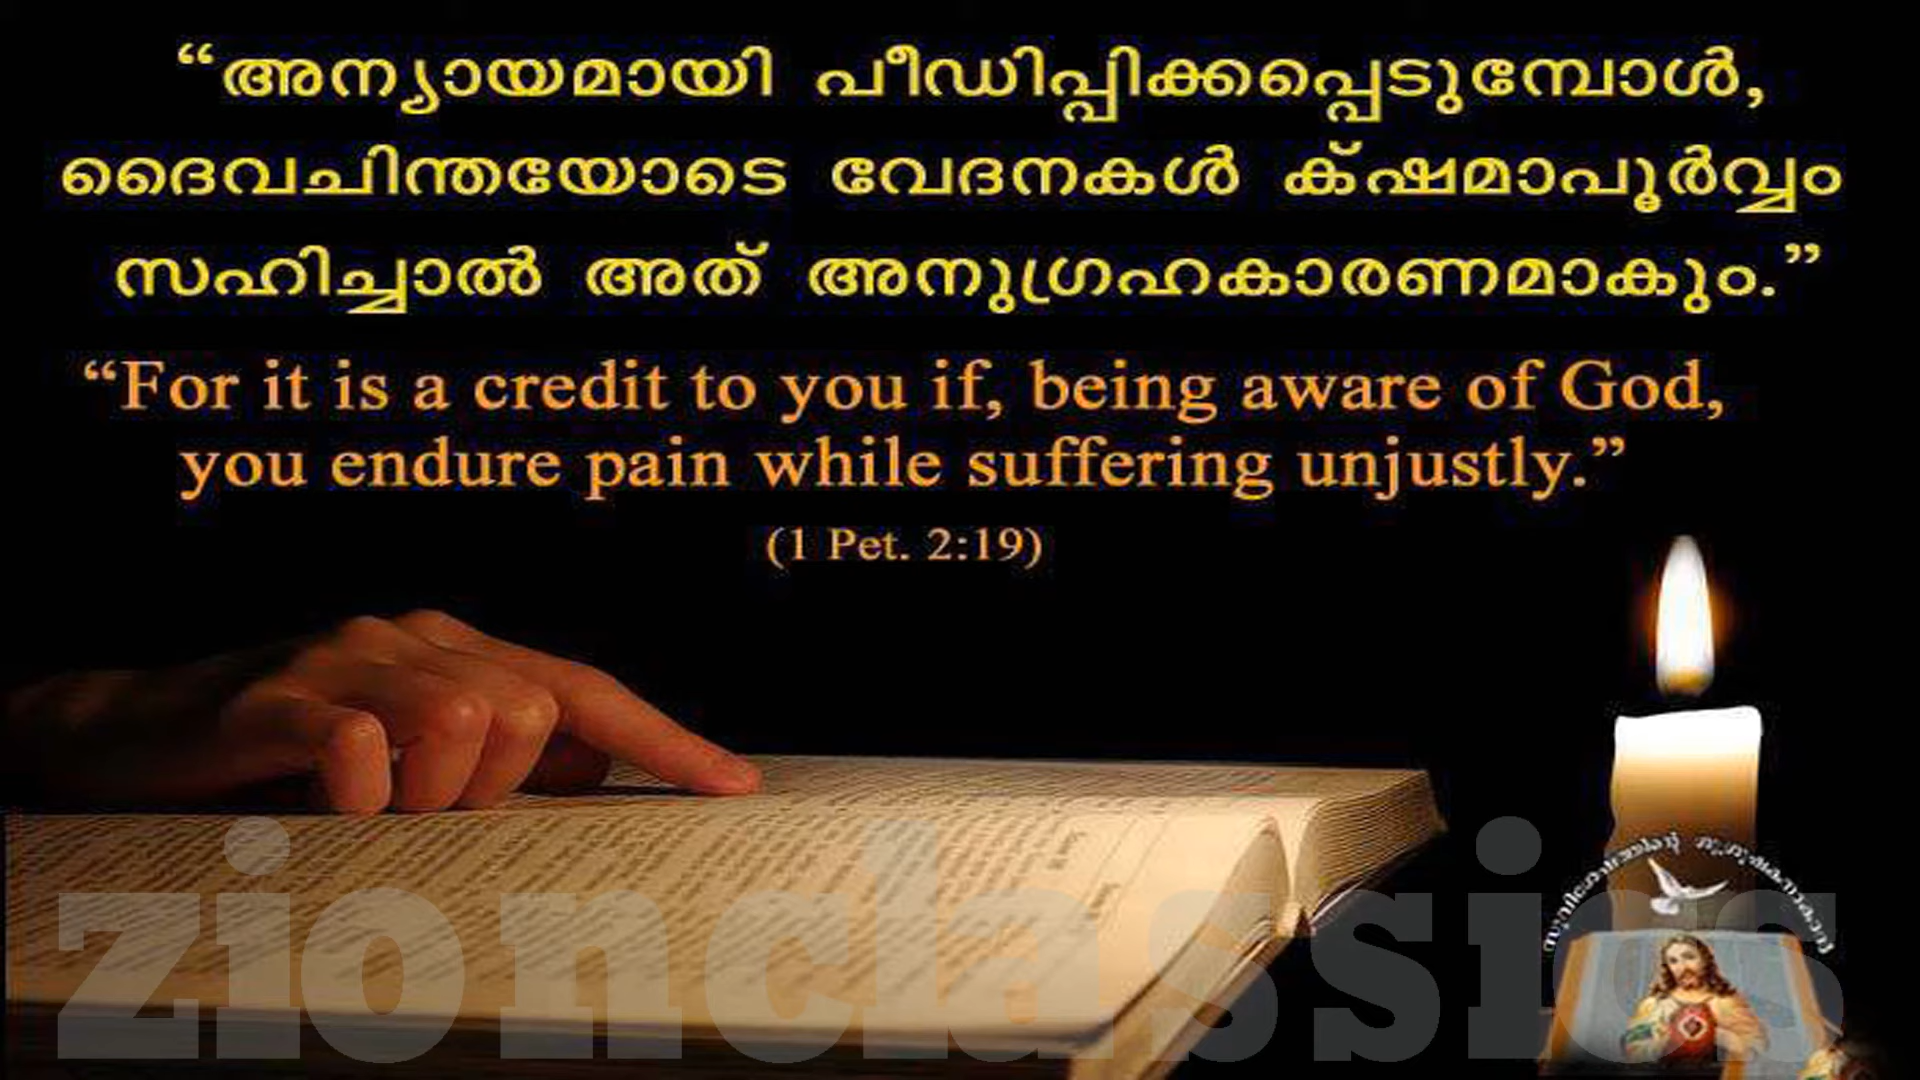 “അന്യായമായി പീഡിപ്പിക്കപ്പെടുമ്പോൾ,
ദൈവചിന്തയോടെ വേദനകൾ ക്ഷമാപൂർവ്വം
സഹിച്ചാൽ അത് അനുഗ്രഹകാരണമാകും.”
“For it is a credit to you if, being aware of God,
you endure pain while suffering unjustly.”
(1 Pet. 2:19)
zionclassics